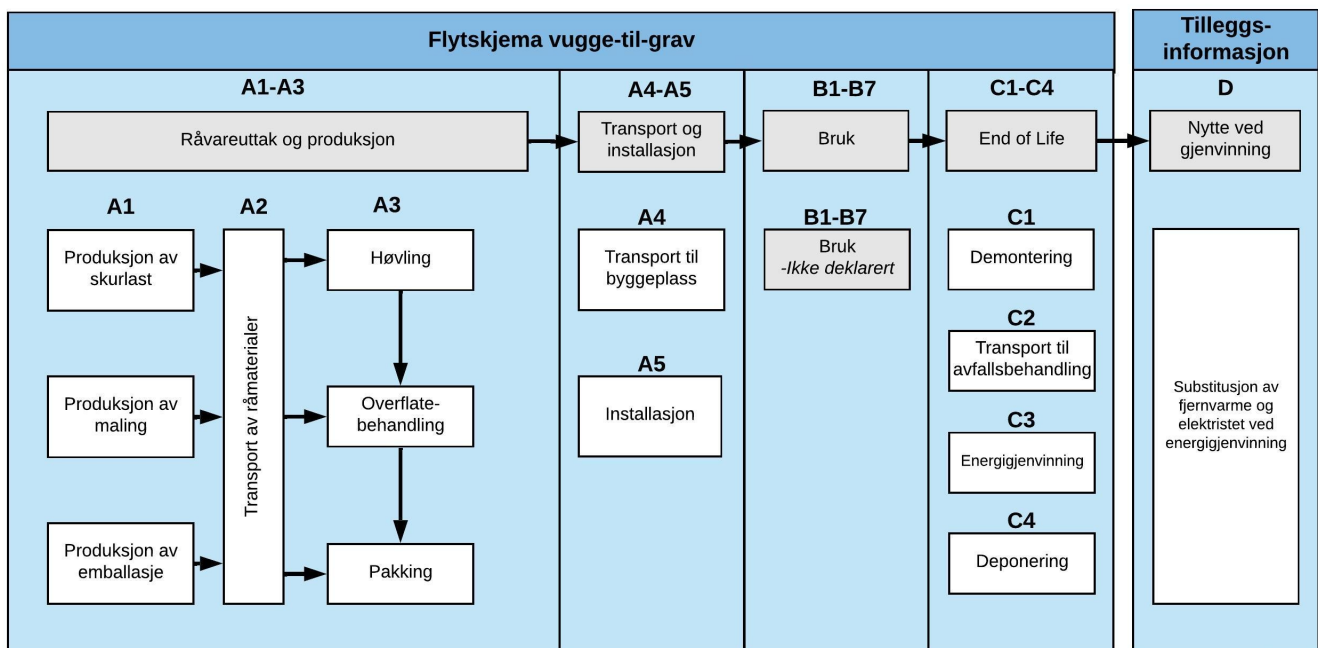 Flytskjema vugge-til-grav
Tilleggs-
informasjon
A1-A3
A4-A5
B1-B7
C1-C4
D
Råvareuttak og produksjon
Transport og
installasjon
Bruk
End of Life
Nytte ved
gjenvinning
A1
A2
A3
Produksjon av
skurlast
Produksjon av
maling
Produksjon av
emballasje
Transport av råmaterialer
Høvling
Overflate-
behandling
Pakking
A4
Transport til
byggeplass
A5
Installasjon
B1-B7
Bruk
-Ikke deklarert
C1
Demontering
C2
Transport til
avfallsbehandling
C3
Energigjenvinning
C4
Deponering
Substitusjon av
fjernvarme og
elektristet ved
energigjenvinning